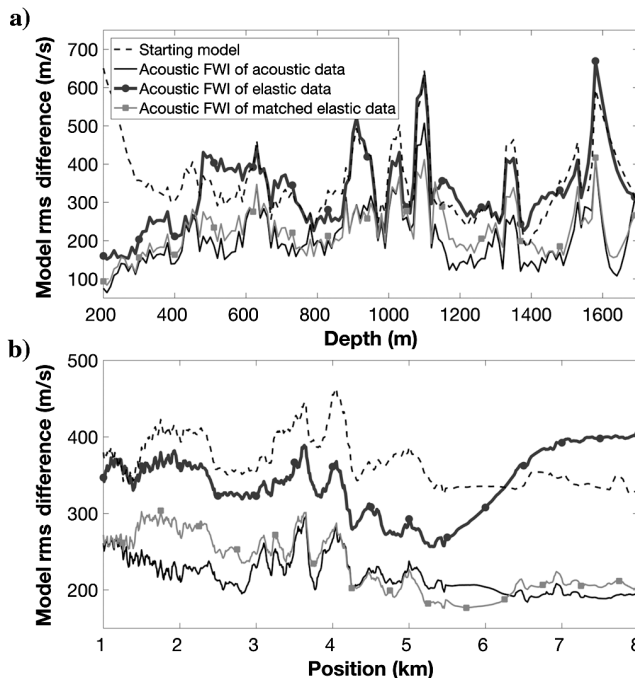 a)
Model rms difference (m/s)
700
600
500
400
300
200
100
Starting model
Acoustic FWI of acoustic data
Acoustic FWI of elastic data
Acoustic FWI of matched elastic data
200 400 600 800 1000 1200 1400 1600
Depth (m)
b)
Model rms difference (m/s)
500
400
300
200
1 2 3 4 5 6 7 8
Position (km)